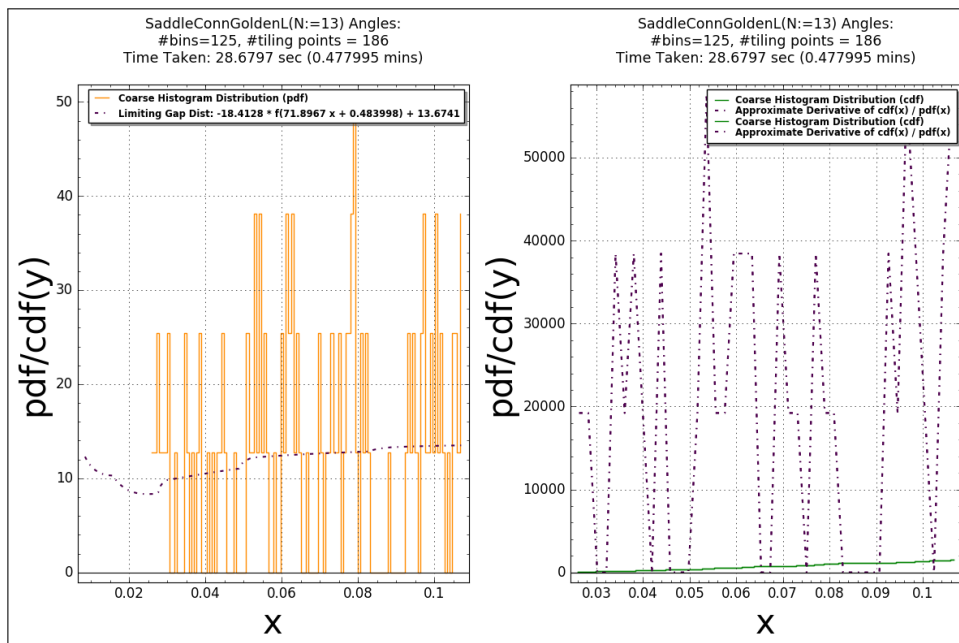 SaddleConnGoldenL(N:=13) Angles:
#bins=125, #tiling points = 186
Time Taken: 28.6797 sec (0.477995 mins)
Coarse Histogram Distribution (pdf)
Limiting Gap Dist: -18.4128 * f(71.8967 x + 0.483998) + 13.6741
50
40
30
20
10
0
pdf/cdf(y)
0.02
0.04
0.06
0.08
0.1
x
SaddleConnGoldenL(N:=13) Angles:
#bins=125, #tiling points = 186
Time Taken: 28.6797 sec (0.477995 mins)
Coarse Histogram Distribution (cdf)
Approximate Derivative of cdf(x) / pdf(x)
Coarse Histogram Distribution (cdf)
Approximate Derivative of cdf(x) / pdf(x)
50000
40000
30000
20000
10000
0
pdf/cdf(y)
0.03
0.04
0.05
0.06
0.07
0.08
0.09
0.1
x